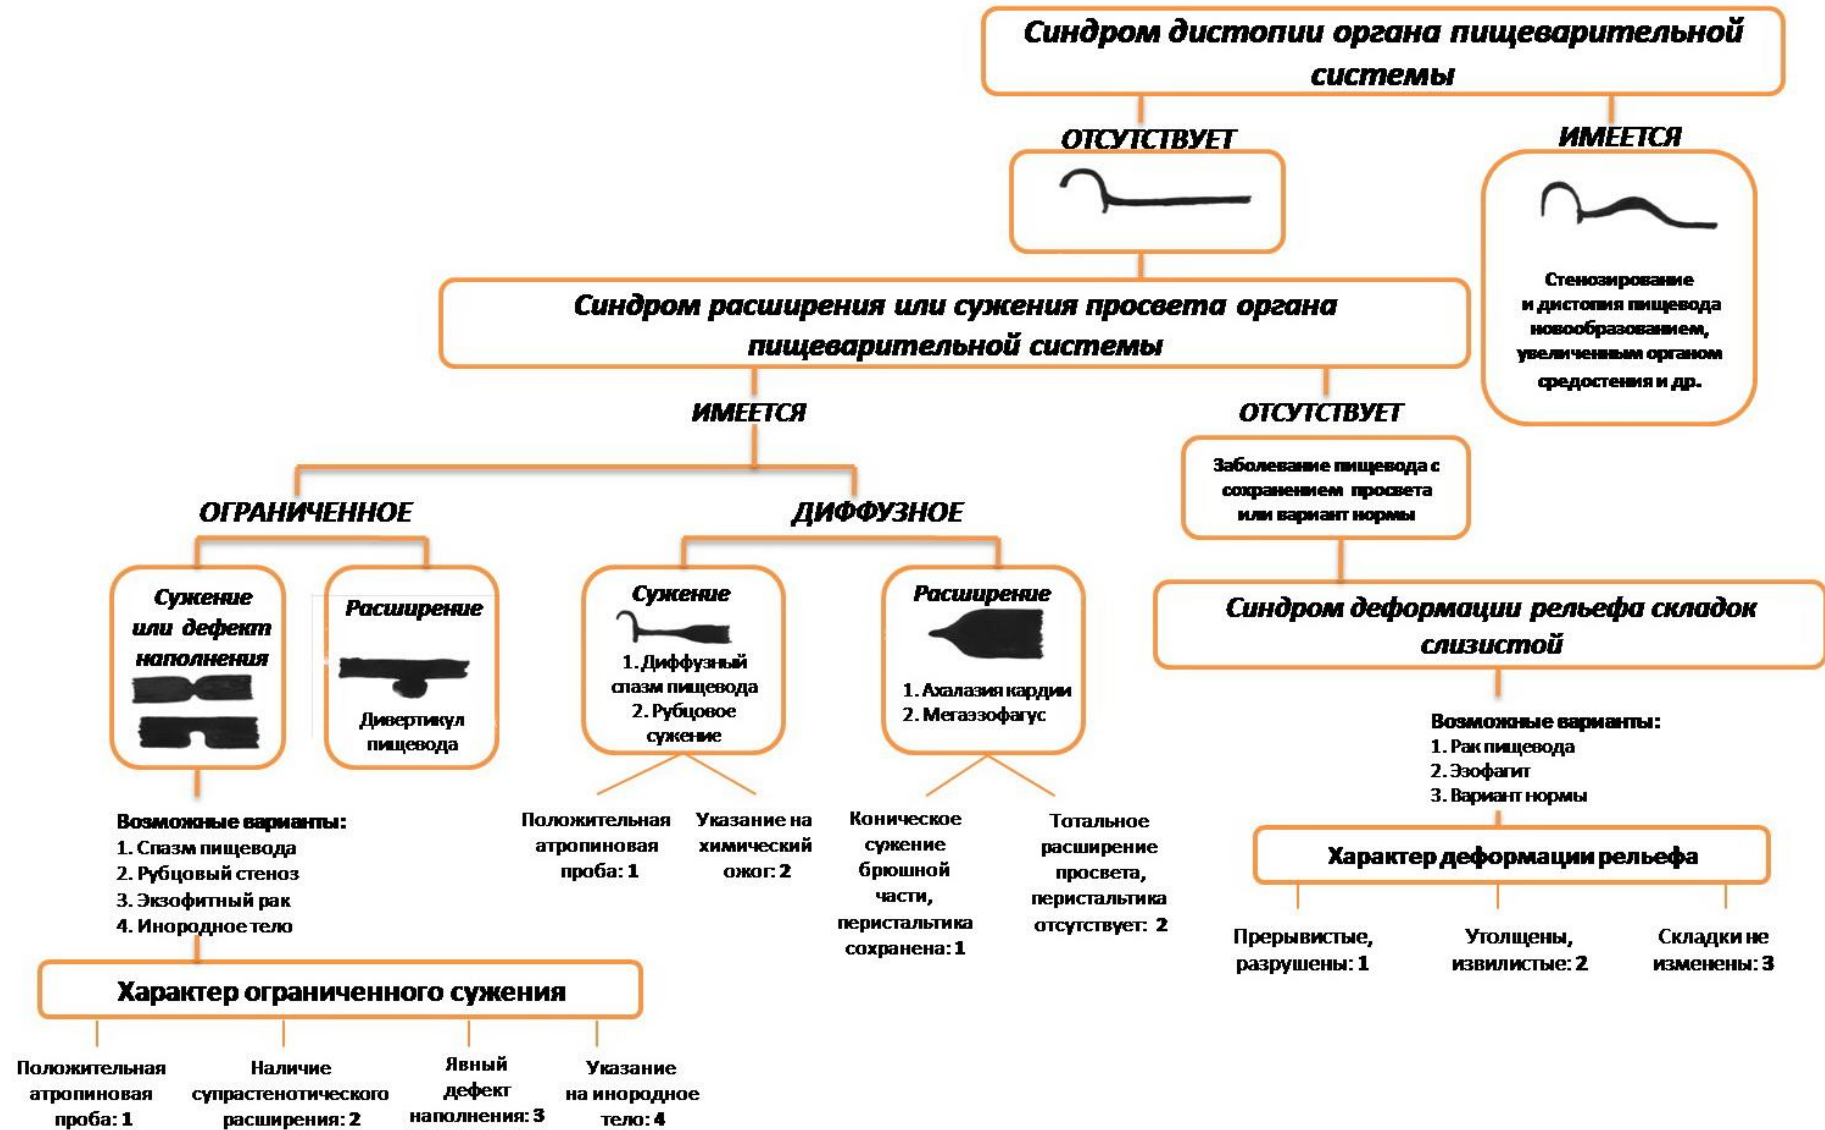 Синдром дистопии органа пищеварительной
системы
ОТСУТСТВУЕТ
ИМЕЕТСЯ
Стенозирование
и дистопия пищевода
новообразованием,
увеличенным органом
средостения и др.
Синдром расширения или сужения просвета органа
пищеварительной системы
ИМЕЕТСЯ
ОТСУТСТВУЕТ
Заболевание пищевода с
сохранением просвета
или вариант нормы
ОГРАНИЧЕННОЕ
ДИФФУЗНОЕ
Сужение
или дефект
наполнения
Расширение
Дивертикул
пищевода
Сужение
1. Диффузный
спазм пищевода
2. Рубцовое
сужение
Расширение
1. Ахалазия кардии
2. Мегаэзофагус
Синдром деформации рельефа складок
слизистой
Возможные варианты:
1. Рак пищевода
2. Эзофагит
3. Вариант нормы
Возможные варианты:
1. Спазм пищевода
2. Рубцовый стеноз
3. Экзофитный рак
4. Инородное тело
Положительная
атропиновая
проба: 1
Указание на
химический
ожог: 2
Коническое
сужение
брюшной
части,
перистальтика
сохранена: 1
Тотальное
расширение
просвета,
перистальтика
отсутствует: 2
Характер деформации рельефа
Прерывистые,
разрушены: 1
Утолщены,
извилистые: 2
Складки не
изменены: 3
Характер ограниченного сужения
Положительная
атропиновая
проба: 1
Наличие
супрастенотического
расширения: 2
Явный
дефект
наполнения: 3
Указание
на инородное
тело: 4